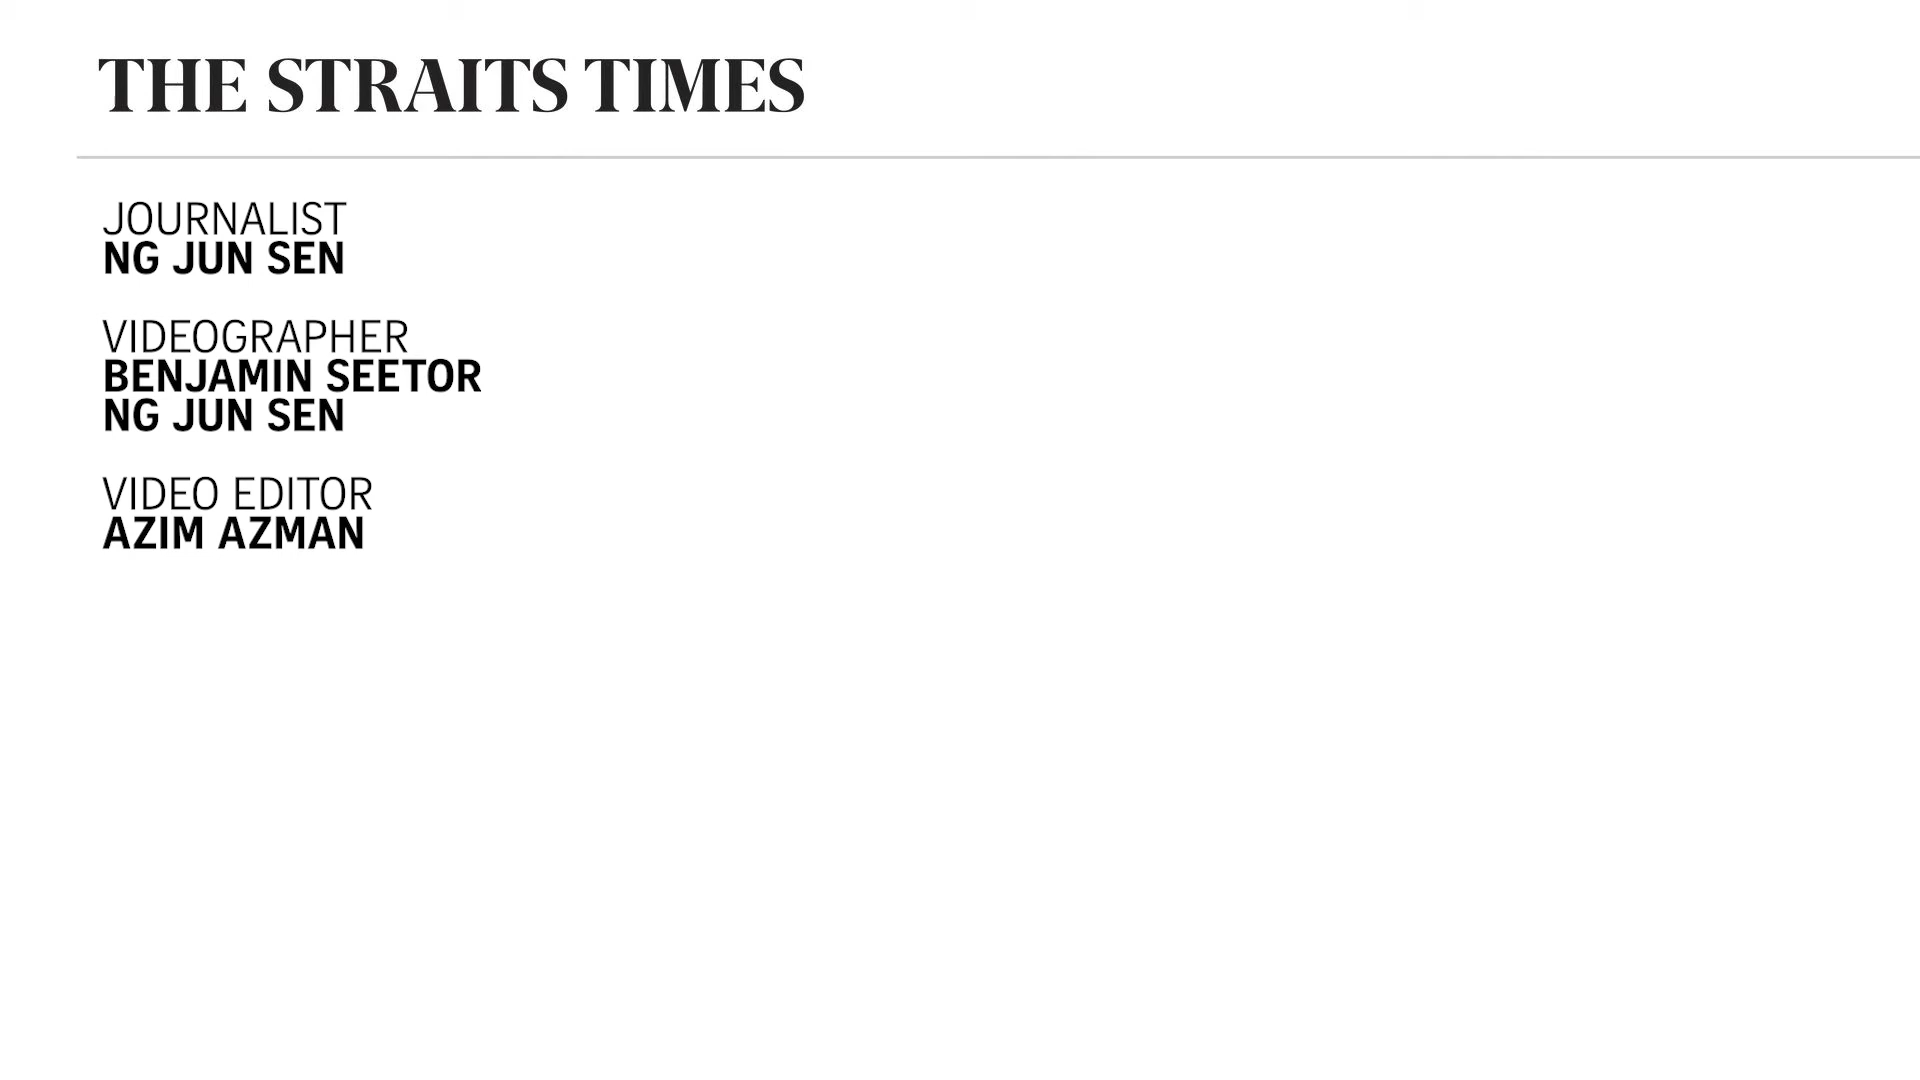 THE STRAITS TIMES
JOURNALIST
NG JUN SEN
VIDEOGRAPHER
BENJAMIN SEETOR
NG JUN SEN
VIDEO EDITOR
AZIM AZMAN